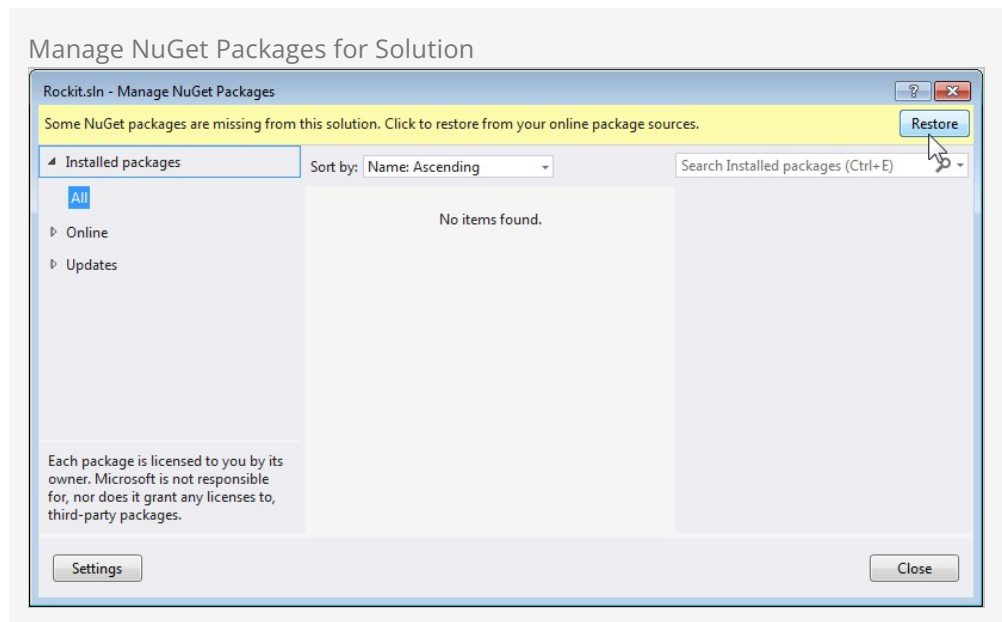 Manage NuGet Packages for Solution
Rockit.sln - Manage NuGet Packages
?
Some NuGet packages are missing from this solution. Click to restore from your online package sources.
Restore
Installed packages
Sort by: Name: Ascending
Search Installed packages (Ctrl+E)
All
No items found.
Online
Updates
Each package is licensed to you by its
owner. Microsoft is not responsible
for, nor does it grant any licenses to,
third-party packages.
Settings
Close